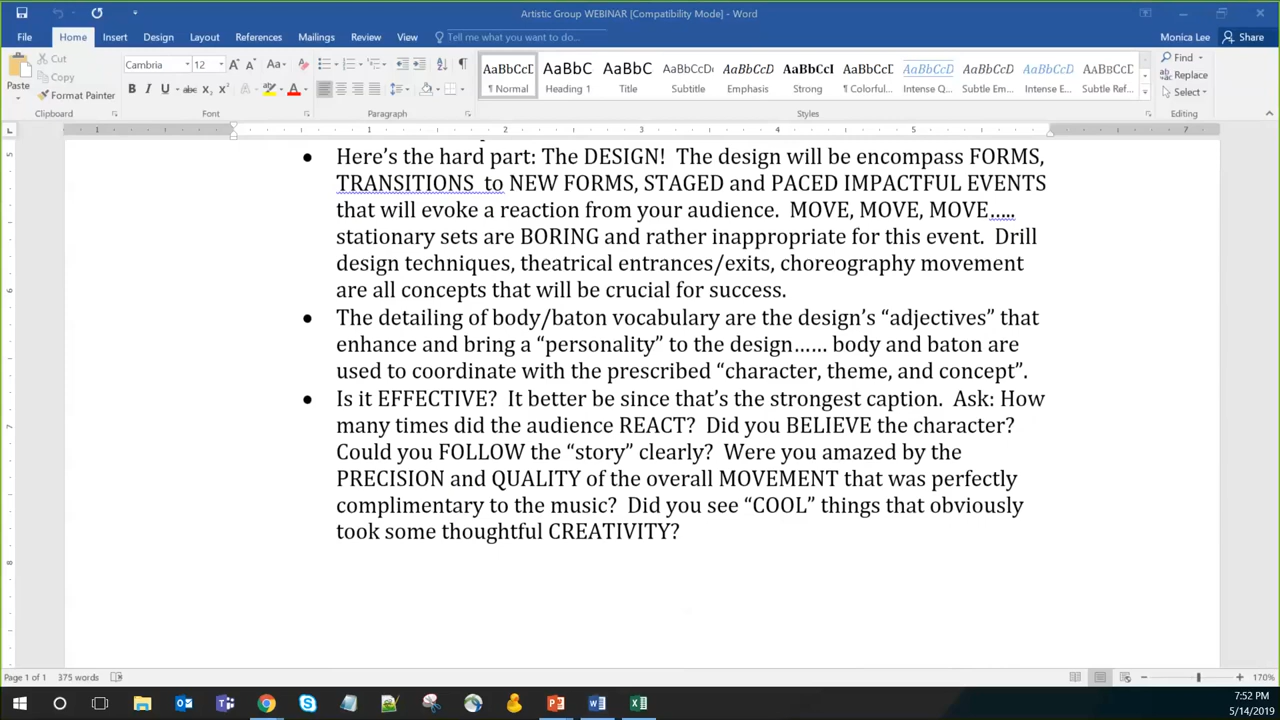 Artistic Group WEBINAR [Compatibility Mode] - Word
File Home Insert Design Layout References Mailings Review View Tell me what you want to do... Monica Lee Share
Paste Cut Copy Format Painter
Cambria 12
AaBbCcDc ¶ Normal AaBbC Heading 1 AaBbC Title AaBbCcDc Subtitle AaBbCcD Emphasis AaBbCcI Strong AaBbCcD ¶ Colorful... AaBbCcD Intense Q... AaBbCcD Subtle Em... AaBbCcD Intense E... AaBbCcD Subtle Ref...
Find Replace Select
Clipboard Font Paragraph Styles Editing
1 1 2 3 4 5 6 7
Here’s the hard part: The DESIGN! The design will be encompass FORMS,
TRANSITIONS to NEW FORMS, STAGED and PACED IMPACTFUL EVENTS
that will evoke a reaction from your audience. MOVE, MOVE, MOVE…..
stationary sets are BORING and rather inappropriate for this event. Drill
design techniques, theatrical entrances/exits, choreography movement
are all concepts that will be crucial for success.
The detailing of body/baton vocabulary are the design’s “adjectives” that
enhance and bring a “personality” to the design…… body and baton are
used to coordinate with the prescribed “character, theme, and concept”.
Is it EFFECTIVE? It better be since that’s the strongest caption. Ask: How
many times did the audience REACT? Did you BELIEVE the character?
Could you FOLLOW the “story” clearly? Were you amazed by the
PRECISION and QUALITY of the overall MOVEMENT that was perfectly
complimentary to the music? Did you see “COOL” things that obviously
took some thoughtful CREATIVITY?
Page 1 of 1 375 words 170%
7:52 PM
5/14/2019